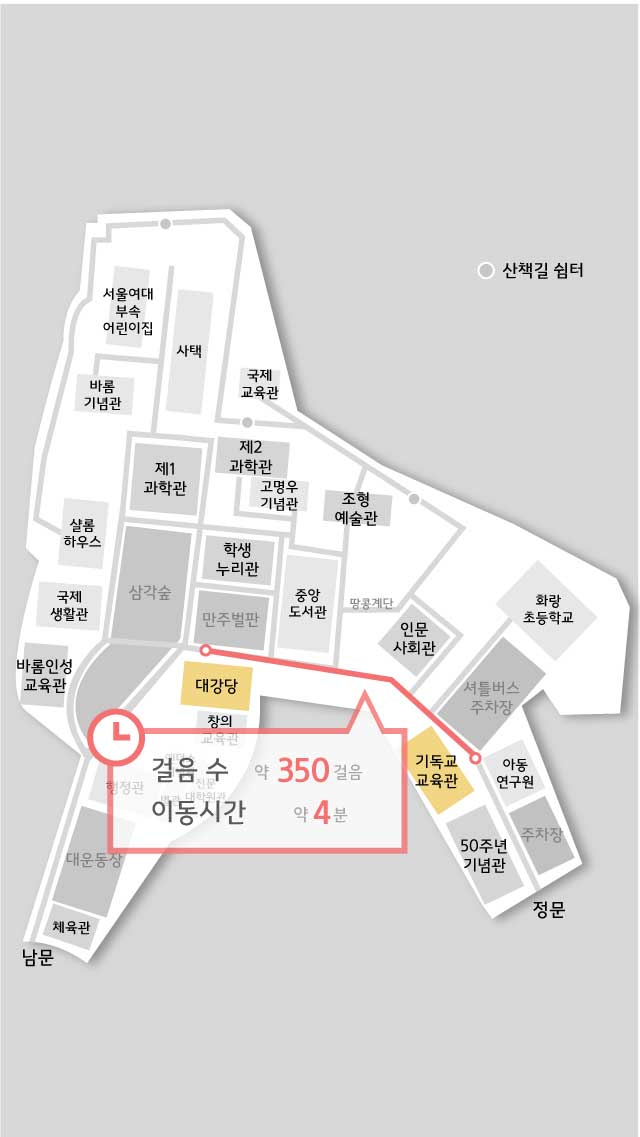 산책길 쉼터
서울여대
부속
어린이집
사택
국제
교육관
바롬
기념관
제2
과학관
제1
과학관
고명우
기념관
조형
예술관
샬롬
하우스
학생
누리관
삼각숲
중앙
도서관
국제
생활관
만주벌판
땅콩계단
화랑
초등학교
인문
사회관
바롬인성
교육관
대강당
셔틀버스
주차장
창의
교육관
기독교
교육관
아동
연구원
걸음 수 약 350 걸음
이동시간 약 4 분
행정관
전문
대학원관
50주년
기념관
주차장
대운동장
정문
체육관
남문